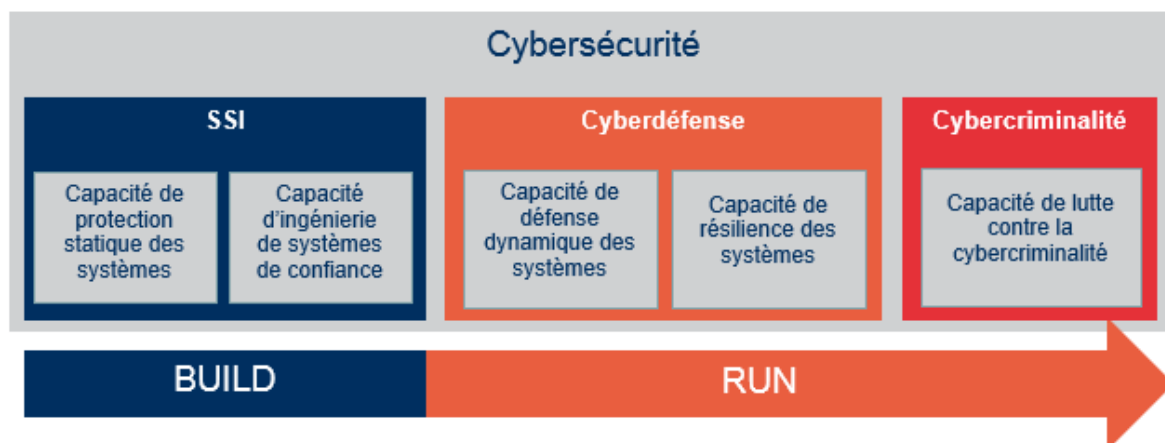 Cybersécurité
SSI
Cyberdéfense
Cybercriminalité
Capacité de
protection
statique des
systèmes
Capacité
d'ingénierie
de systèmes
de confiance
Capacité de
défense
dynamique des
systèmes
Capacité de
résilience des
systèmes
Capacité de lutte
contre la
cybercriminalité
BUILD
RUN